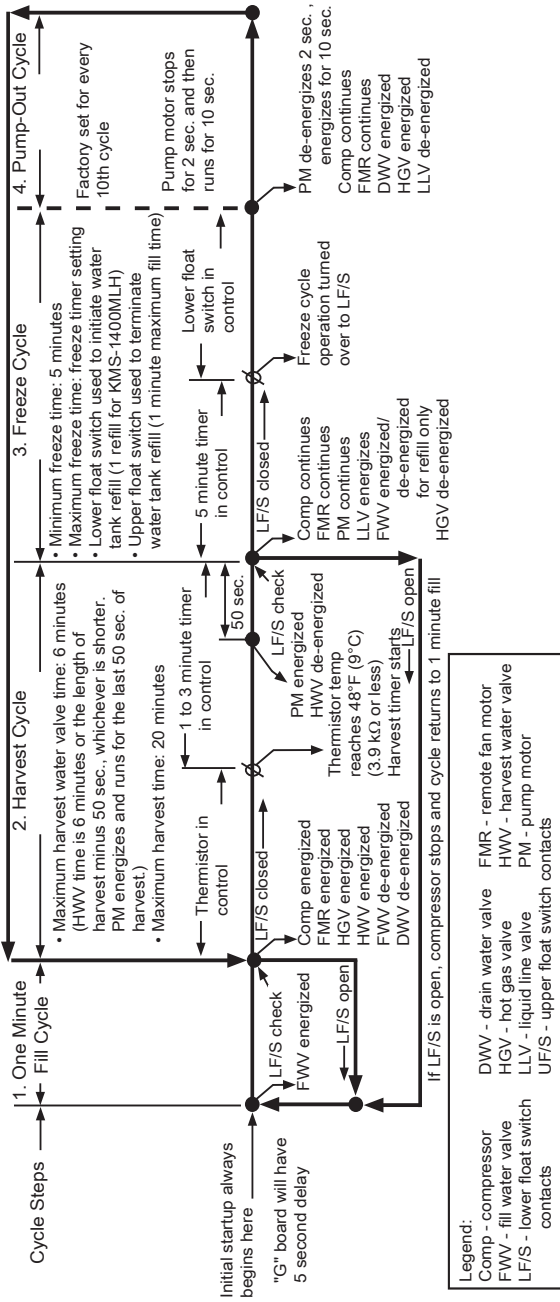 Cycle Steps
1. One Minute
Fill Cycle
2. Harvest Cycle
3. Freeze Cycle
4. Pump-Out Cycle
Initial startup always
begins here
"G" board will have
5 second delay
• Maximum harvest water valve time: 6 minutes
(HWV time is 6 minutes or the length of
harvest minus 50 sec., whichever is shorter.
PM energizes and runs for the last 50 sec. of
harvest.)
• Maximum harvest time: 20 minutes
• Minimum freeze time: 5 minutes
• Maximum freeze time: freeze timer setting
• Lower float switch used to initiate water
tank refill (1 refill for KMS-1400MLH)
• Upper float switch used to terminate
water tank refill (1 minute maximum fill time)
Factory set for every
10th cycle
Pump motor stops
for 2 sec. and then
runs for 10 sec.
Thermistor in
control
1 to 3 minute timer
in control
50 sec.
5 minute timer
in control
Lower float
switch in
control
LF/S check
FWV energized
LF/S open
LF/S closed
Comp energized
FMR energized
HGV energized
HWV energized
FWV de-energized
DWV de-energized
Thermistor temp
reaches 48°F (9°C)
(3.9 kΩ or less)
Harvest timer starts
PM energized
HWV de-energized
LF/S check
LF/S open
LF/S closed
Comp continues
FMR continues
PM continues
LLV energizes
FWV energized/
de-energized
for refill only
HGV de-energized
Freeze cycle
operation turned
over to LF/S
PM de-energizes 2 sec. ,
energizes for 10 sec.
Comp continues
FMR continues
DWV energized
HGV energized
LLV de-energized
If LF/S is open, compressor stops and cycle returns to 1 minute fill
Legend:
Comp - compressor
FWV - fill water valve
LF/S - lower float switch
contacts
DWV - drain water valve
HGV - hot gas valve
LLV - liquid line valve
UF/S - upper float switch contacts
FMR - remote fan motor
HWV - harvest water valve
PM - pump motor